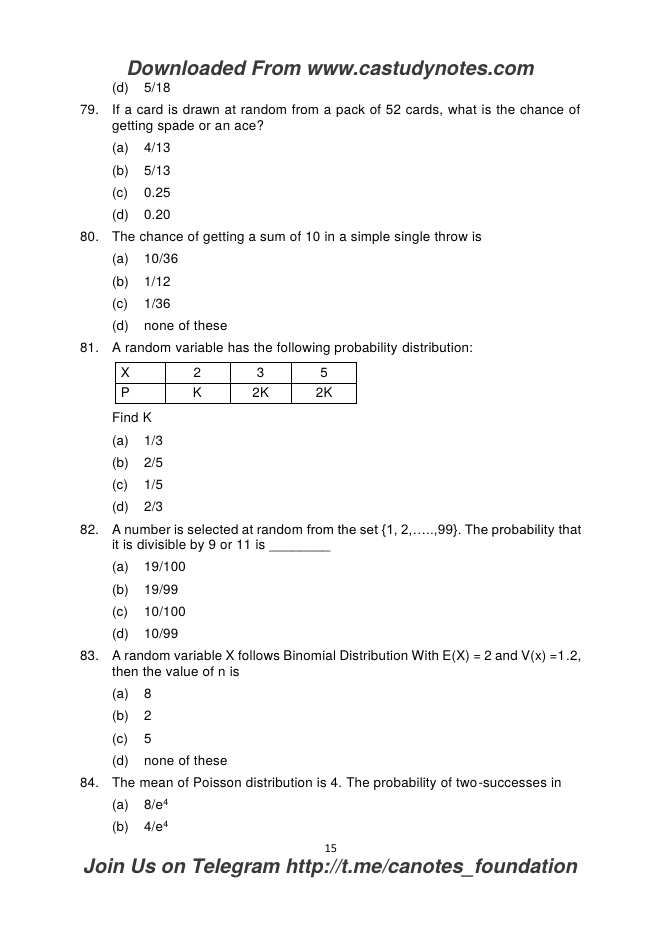 Downloaded From www.castudynotes.com
(d) 5/18
79. If a card is drawn at random from a pack of 52 cards, what is the chance of
getting spade or an ace?
(a) 4/13
(b) 5/13
(c) 0.25
(d) 0.20
80. The chance of getting a sum of 10 in a simple single throw is
(a) 10/36
(b) 1/12
(c) 1/36
(d) none of these
81. A random variable has the following probability distribution:
X 2 3 5
P K 2K 2K
Find K
(a) 1/3
(b) 2/5
(c) 1/5
(d) 2/3
82. A number is selected at random from the set {1, 2,…..,99}. The probability that
it is divisible by 9 or 11 is ________
(a) 19/100
(b) 19/99
(c) 10/100
(d) 10/99
83. A random variable X follows Binomial Distribution With E(X) = 2 and V(x) =1.2,
then the value of n is
(a) 8
(b) 2
(c) 5
(d) none of these
84. The mean of Poisson distribution is 4. The probability of two-successes in
(a) 8/e⁴
(b) 4/e⁴
15
Join Us on Telegram http://t.me/canotes_foundation